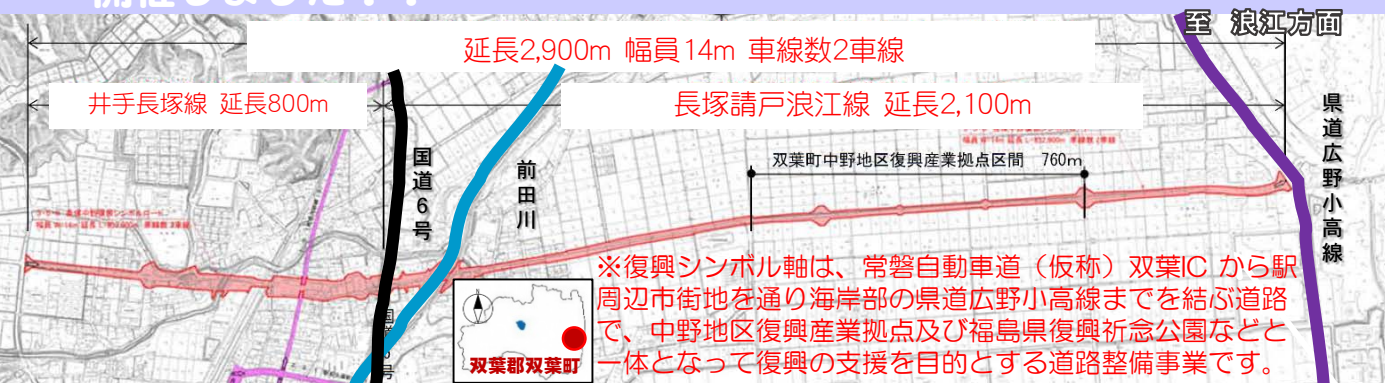 開催しました！！
至 浪江方面
延長2,900m 幅員14m 車線数2車線
井手長塚線 延長800m
長塚請戸浪江線 延長2,100m
県道広野小高線
国道6号
前田川
双葉町中野地区復興産業拠点区間 760m
※復興シンボル軸は、常磐自動車道（仮称）双葉IC から駅
周辺市街地を通り海岸部の県道広野小高線までを結ぶ道路
で、中野地区復興産業拠点及び福島県復興祈念公園などと
一体となって復興の支援を目的とする道路整備事業です。
双葉郡双葉町